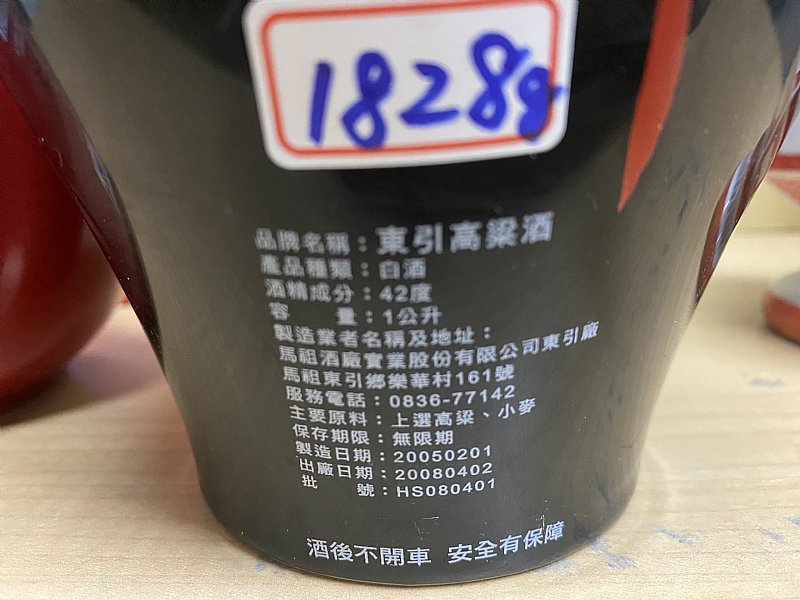 1828g
品牌名稱：東引高粱酒
產品種類：白酒
酒精成分：42度
容　　量：1公升
製造業者名稱及地址：
馬祖酒廠實業股份有限公司東引廠
馬祖東引鄉樂華村161號
服務電話：0836-77142
主要原料：上選高粱、小麥
保存期限：無限期
製造日期：20050201
出廠日期：20080402
批　　號：HS080401
酒後不開車 安全有保障